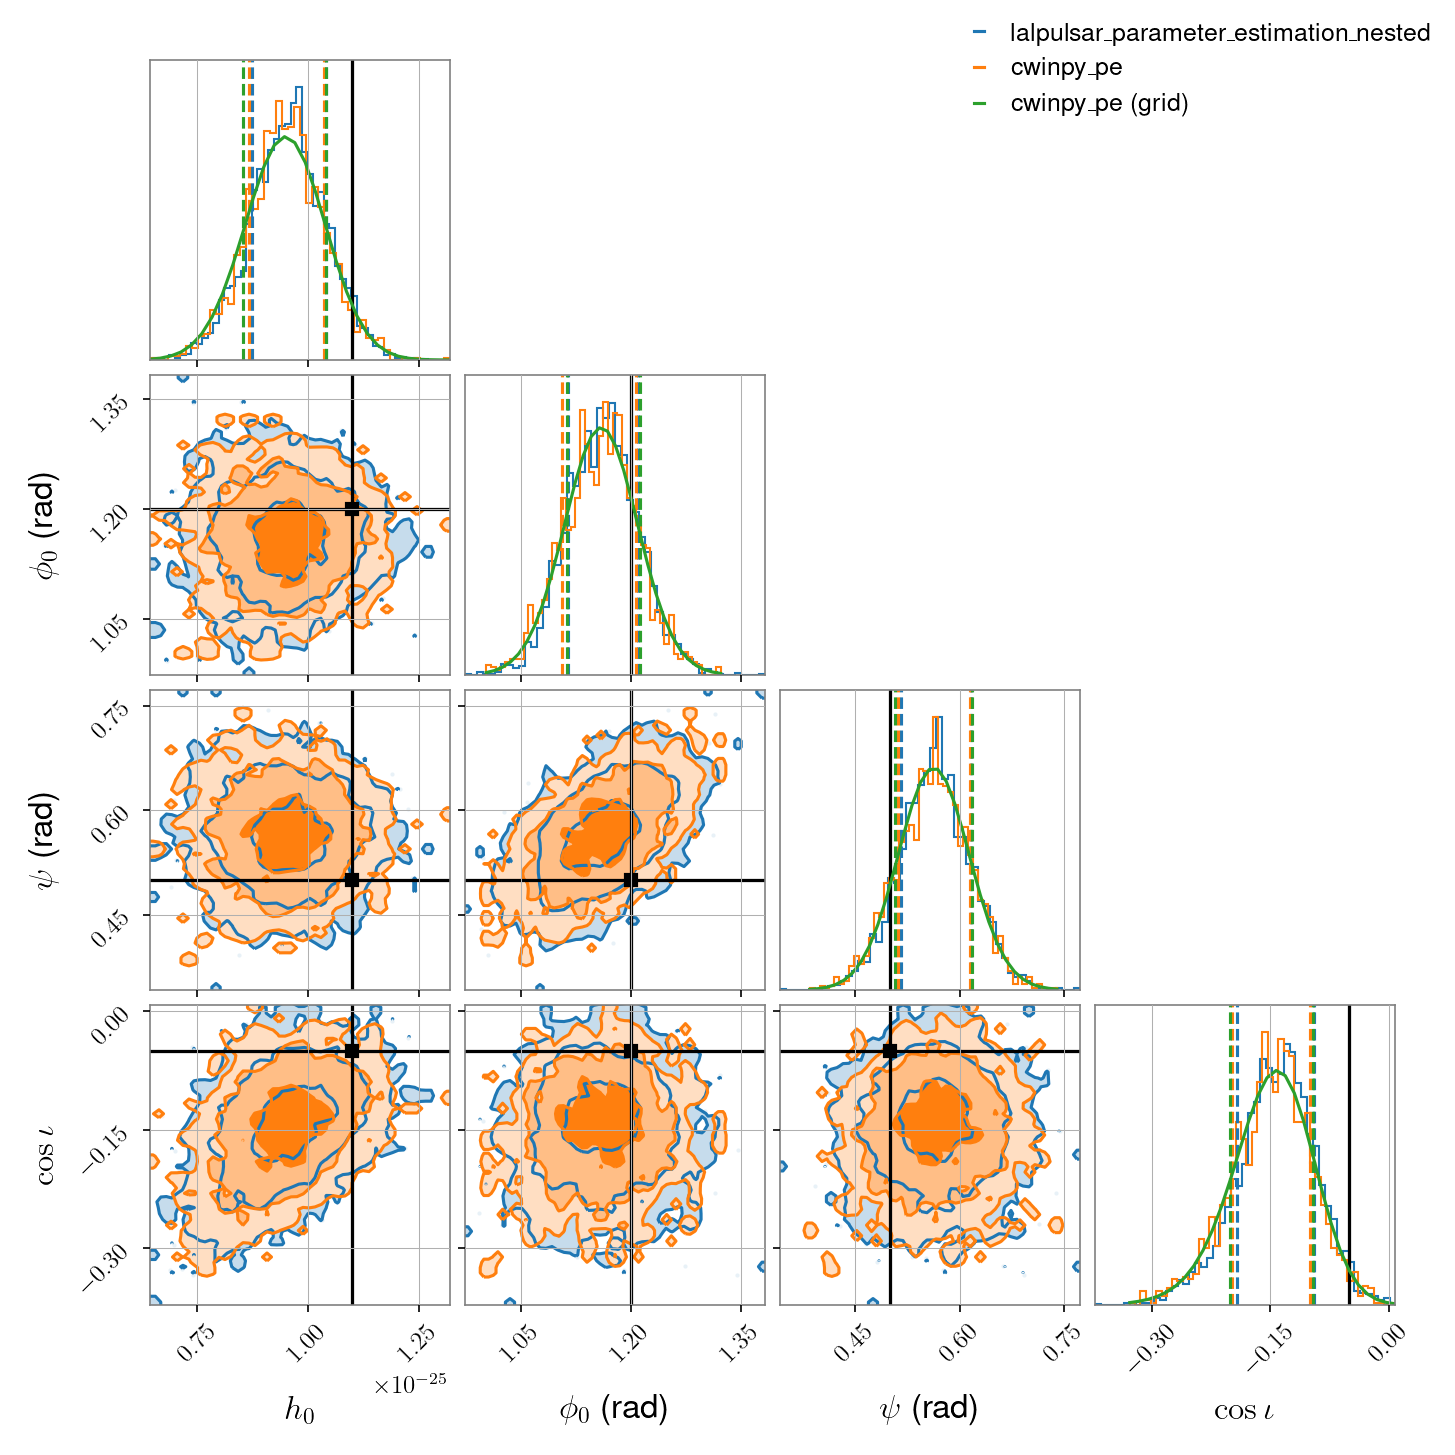 lalpulsar_parameter_estimation_nested
cwinpy_pe
cwinpy_pe (grid)
1.35
1.20
1.05
ϕ₀ (rad)
0.75
0.60
0.45
ψ (rad)
0.00
−0.15
−0.30
cos ι
0.75 1.00 1.25 1.05 1.20 1.35 0.45 0.60 0.75 −0.30 −0.15 0.00
×10⁻²⁵
h₀ ϕ₀ (rad) ψ (rad) cos ι